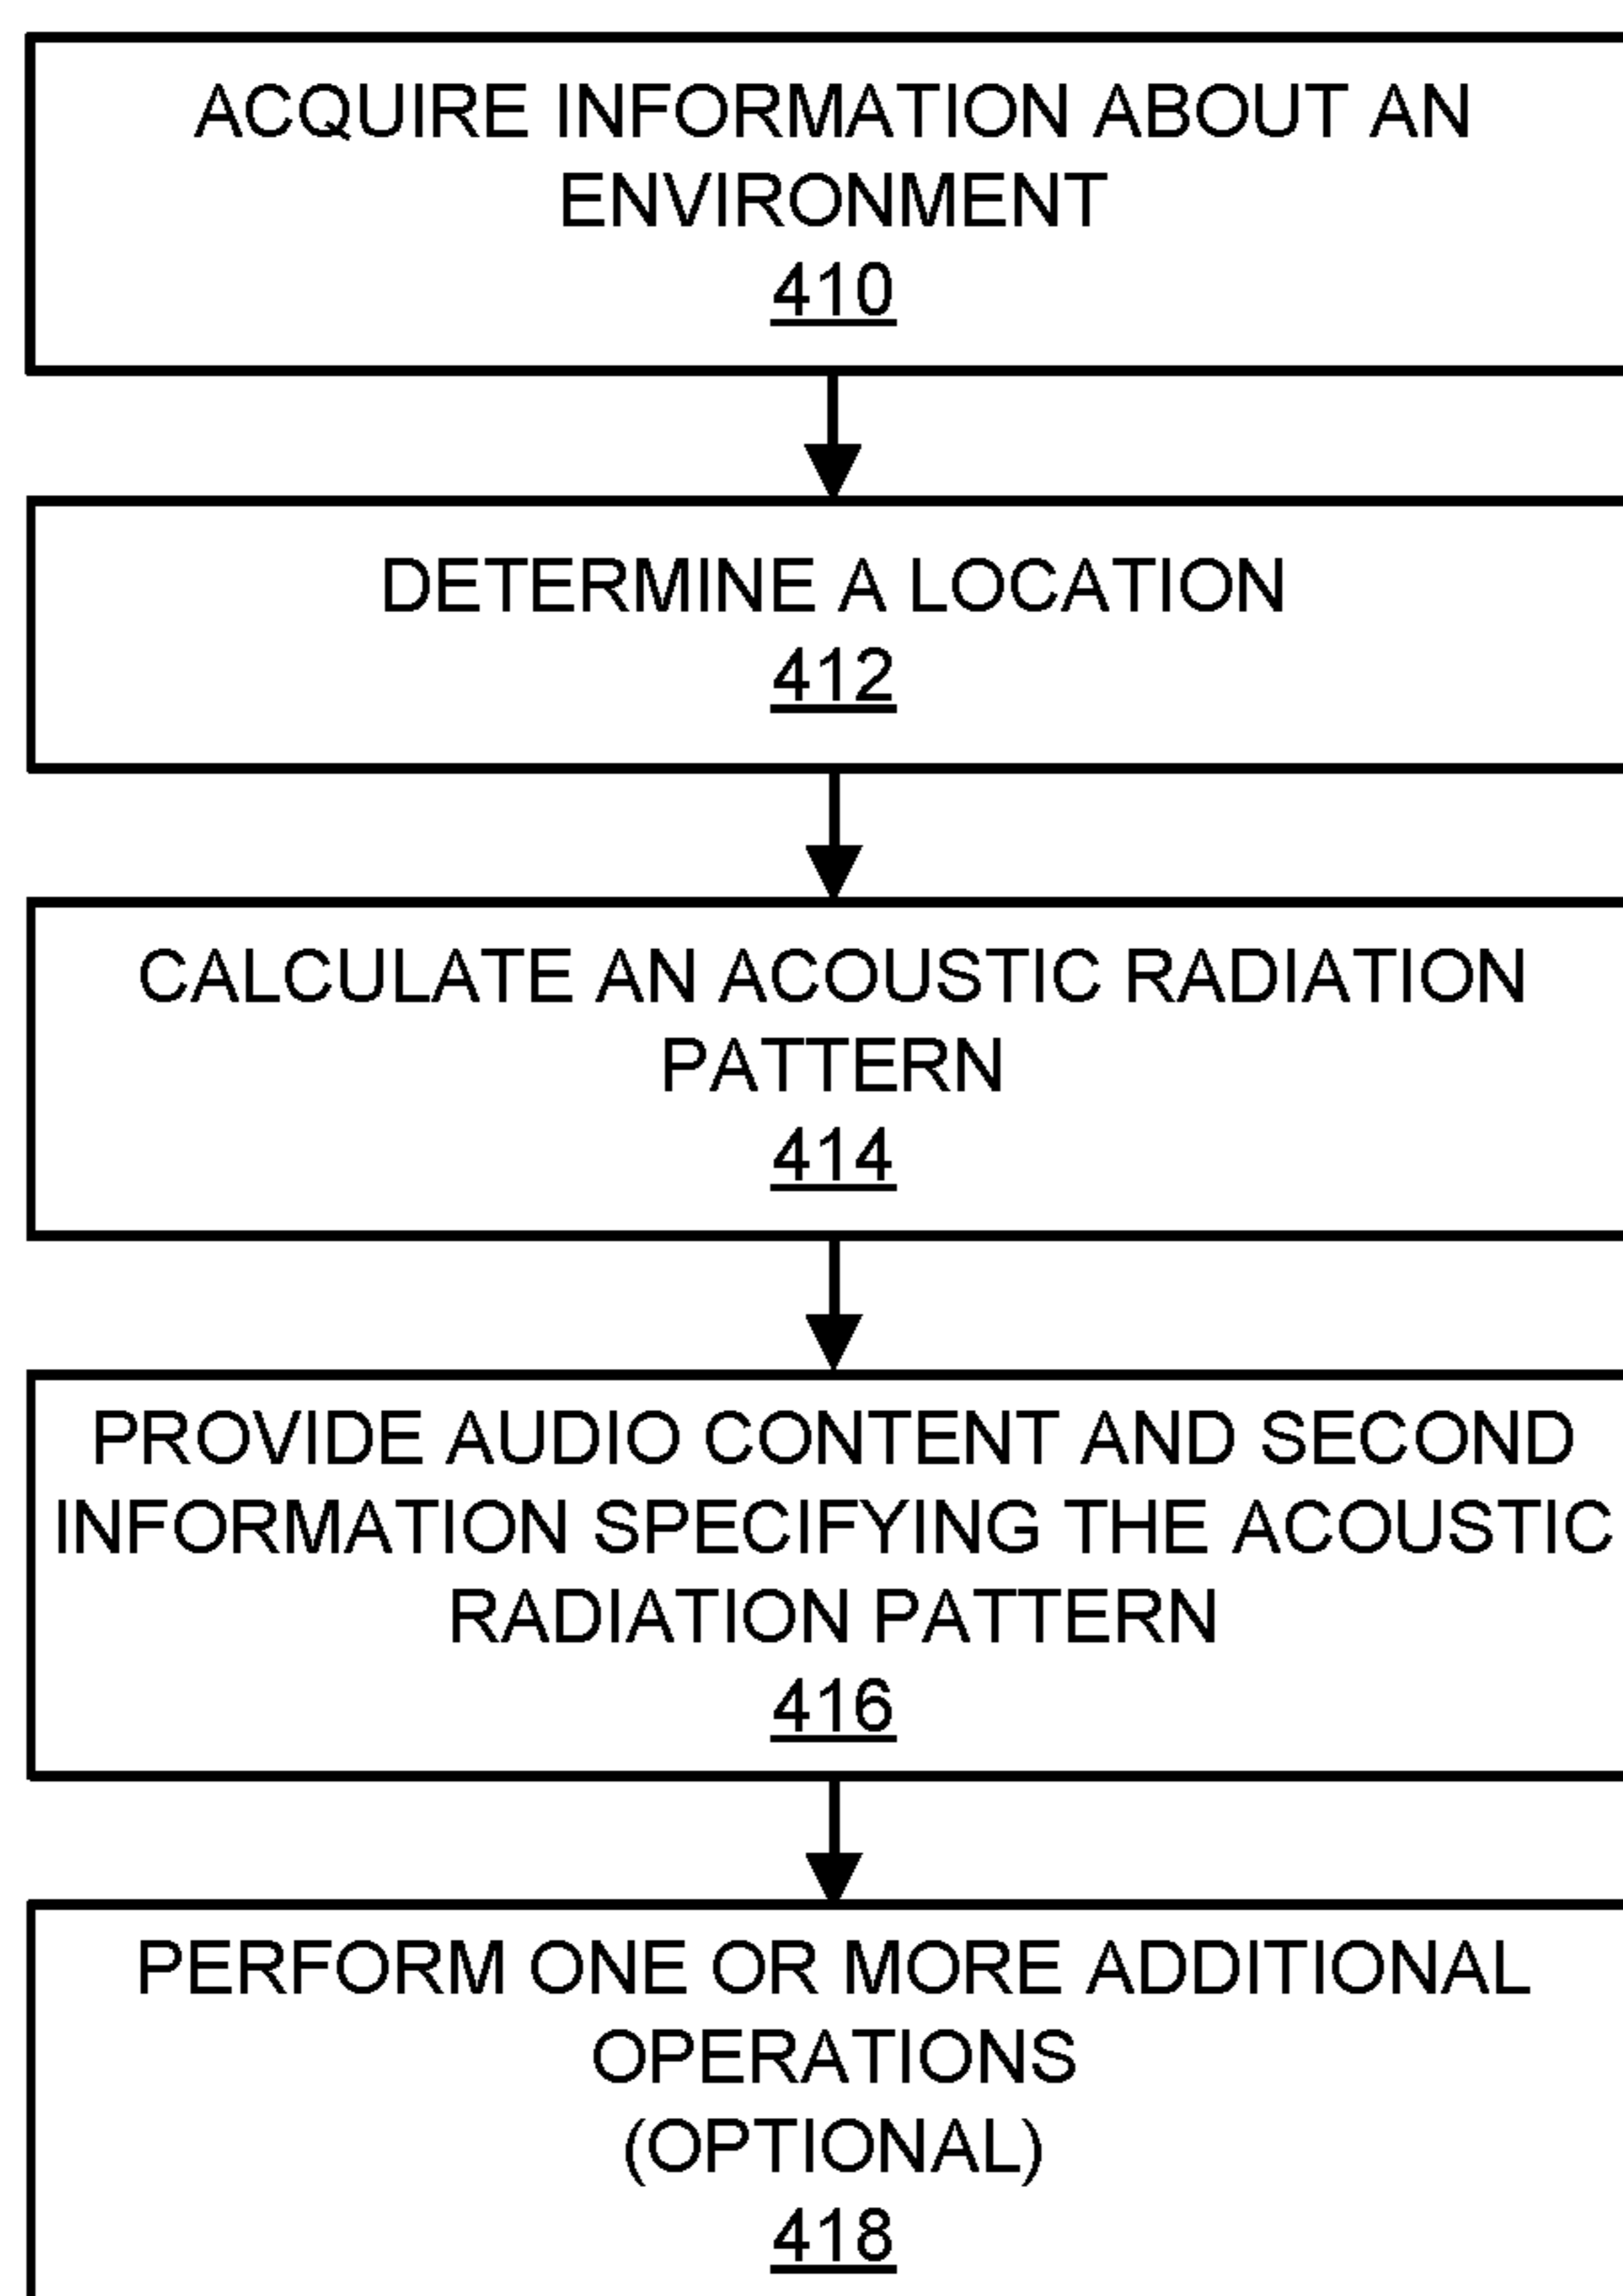 ACQUIRE INFORMATION ABOUT AN
ENVIRONMENT
410
DETERMINE A LOCATION
412
CALCULATE AN ACOUSTIC RADIATION
PATTERN
414
PROVIDE AUDIO CONTENT AND SECOND
INFORMATION SPECIFYING THE ACOUSTIC
RADIATION PATTERN
416
PERFORM ONE OR MORE ADDITIONAL
OPERATIONS
(OPTIONAL)
418